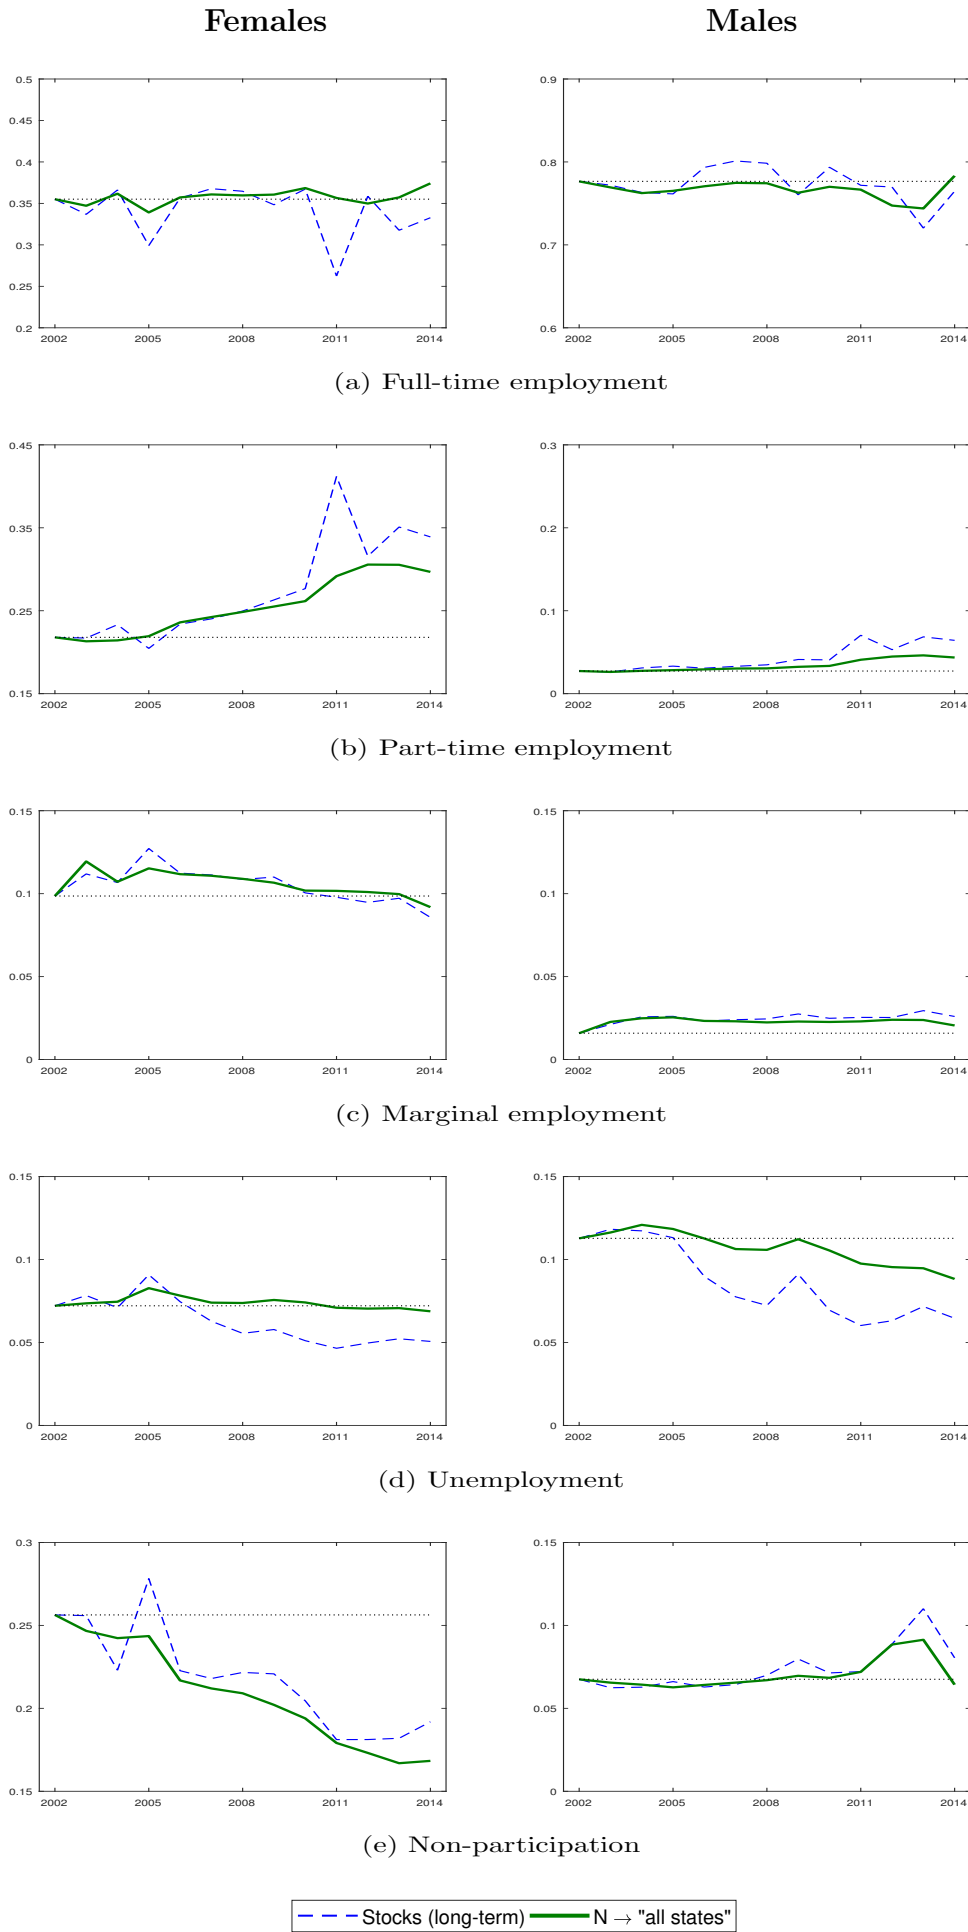 Females Males
0.5 0.9
0.45
0.4 0.8
0.35
0.3 0.7
0.25
0.2 0.6
2002 2005 2008 2011 2014 2002 2005 2008 2011 2014
(a) Full-time employment
0.45 0.3
0.35 0.2
0.25 0.1
0.15 0
2002 2005 2008 2011 2014 2002 2005 2008 2011 2014
(b) Part-time employment
0.15 0.15
0.1 0.1
0.05 0.05
0 0
2002 2005 2008 2011 2014 2002 2005 2008 2011 2014
(c) Marginal employment
0.15 0.15
0.1 0.1
0.05 0.05
0 0
2002 2005 2008 2011 2014 2002 2005 2008 2011 2014
(d) Unemployment
0.3 0.15
0.25 0.1
0.2 0.05
0.15 0
2002 2005 2008 2011 2014 2002 2005 2008 2011 2014
(e) Non-participation
Stocks (long-term) N → "all states"